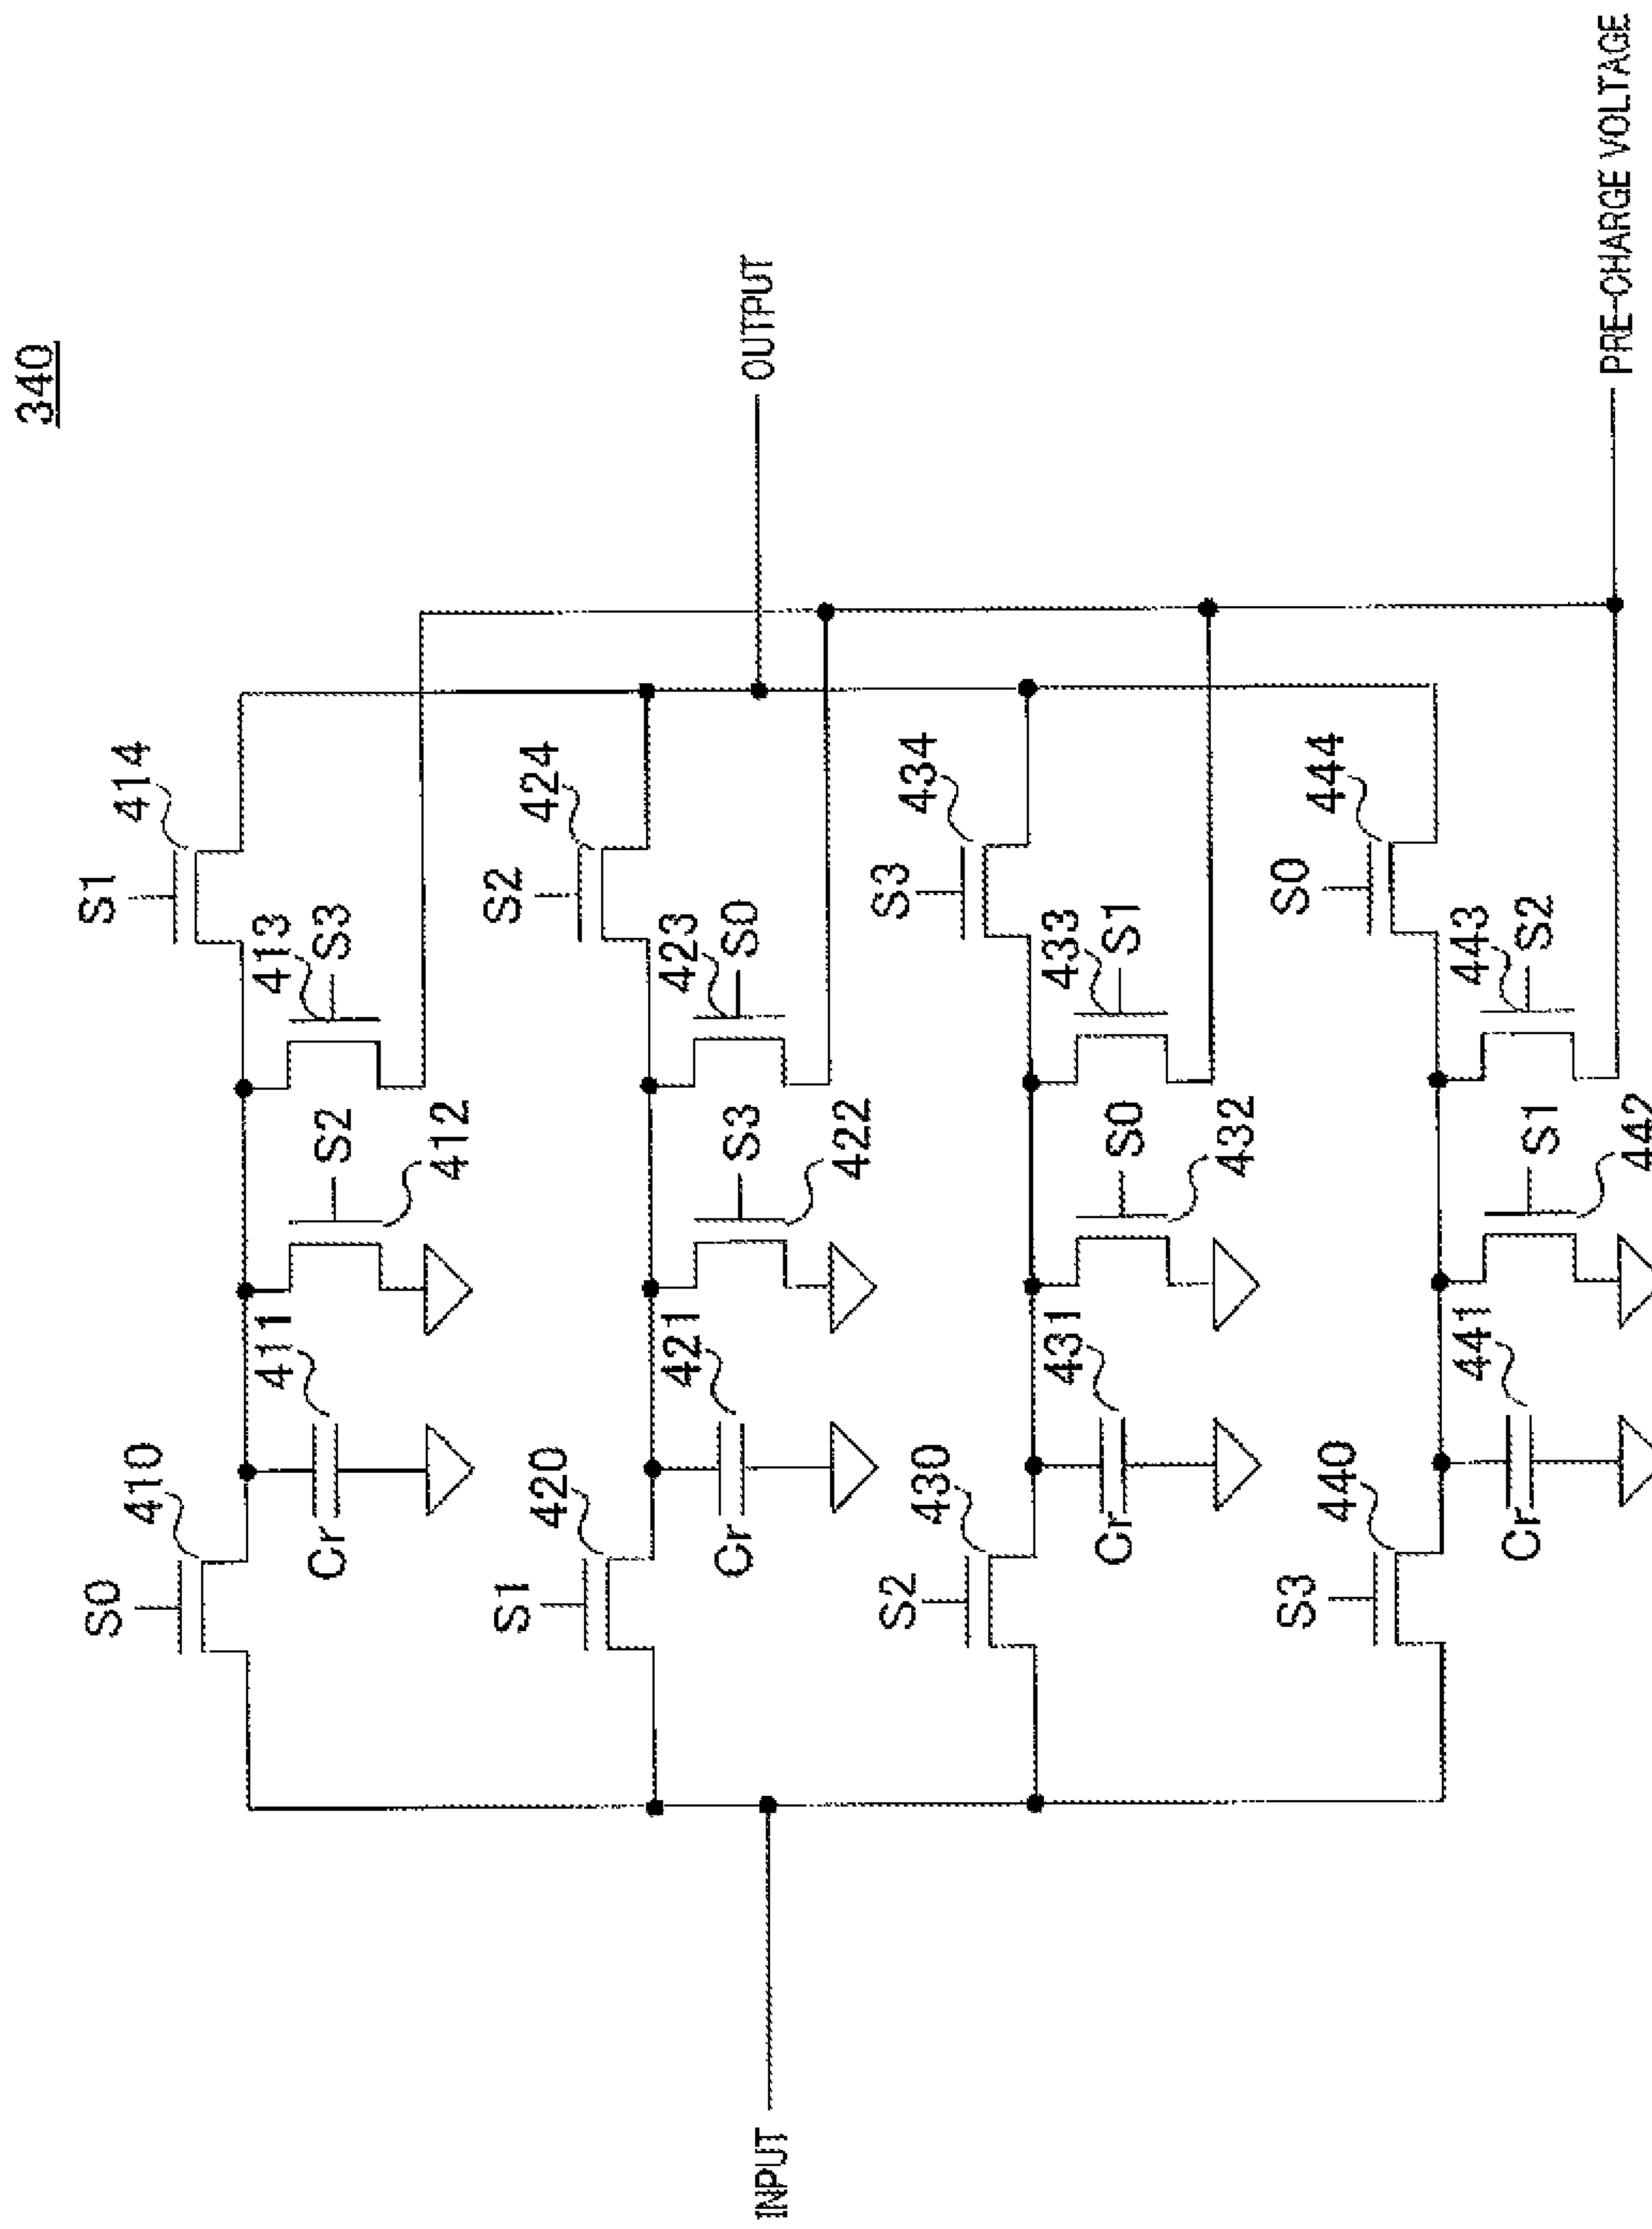 340
S0
410
Cr
411
S2
412
413
S3
S1
414
S1
420
Cr
421
S3
422
423
S0
S2
424
OUTPUT
INPUT
S2
430
Cr
431
S0
432
433
S1
S3
434
S3
440
Cr
441
S1
442
443
S2
S0
444
PRE-CHARGE VOLTAGE